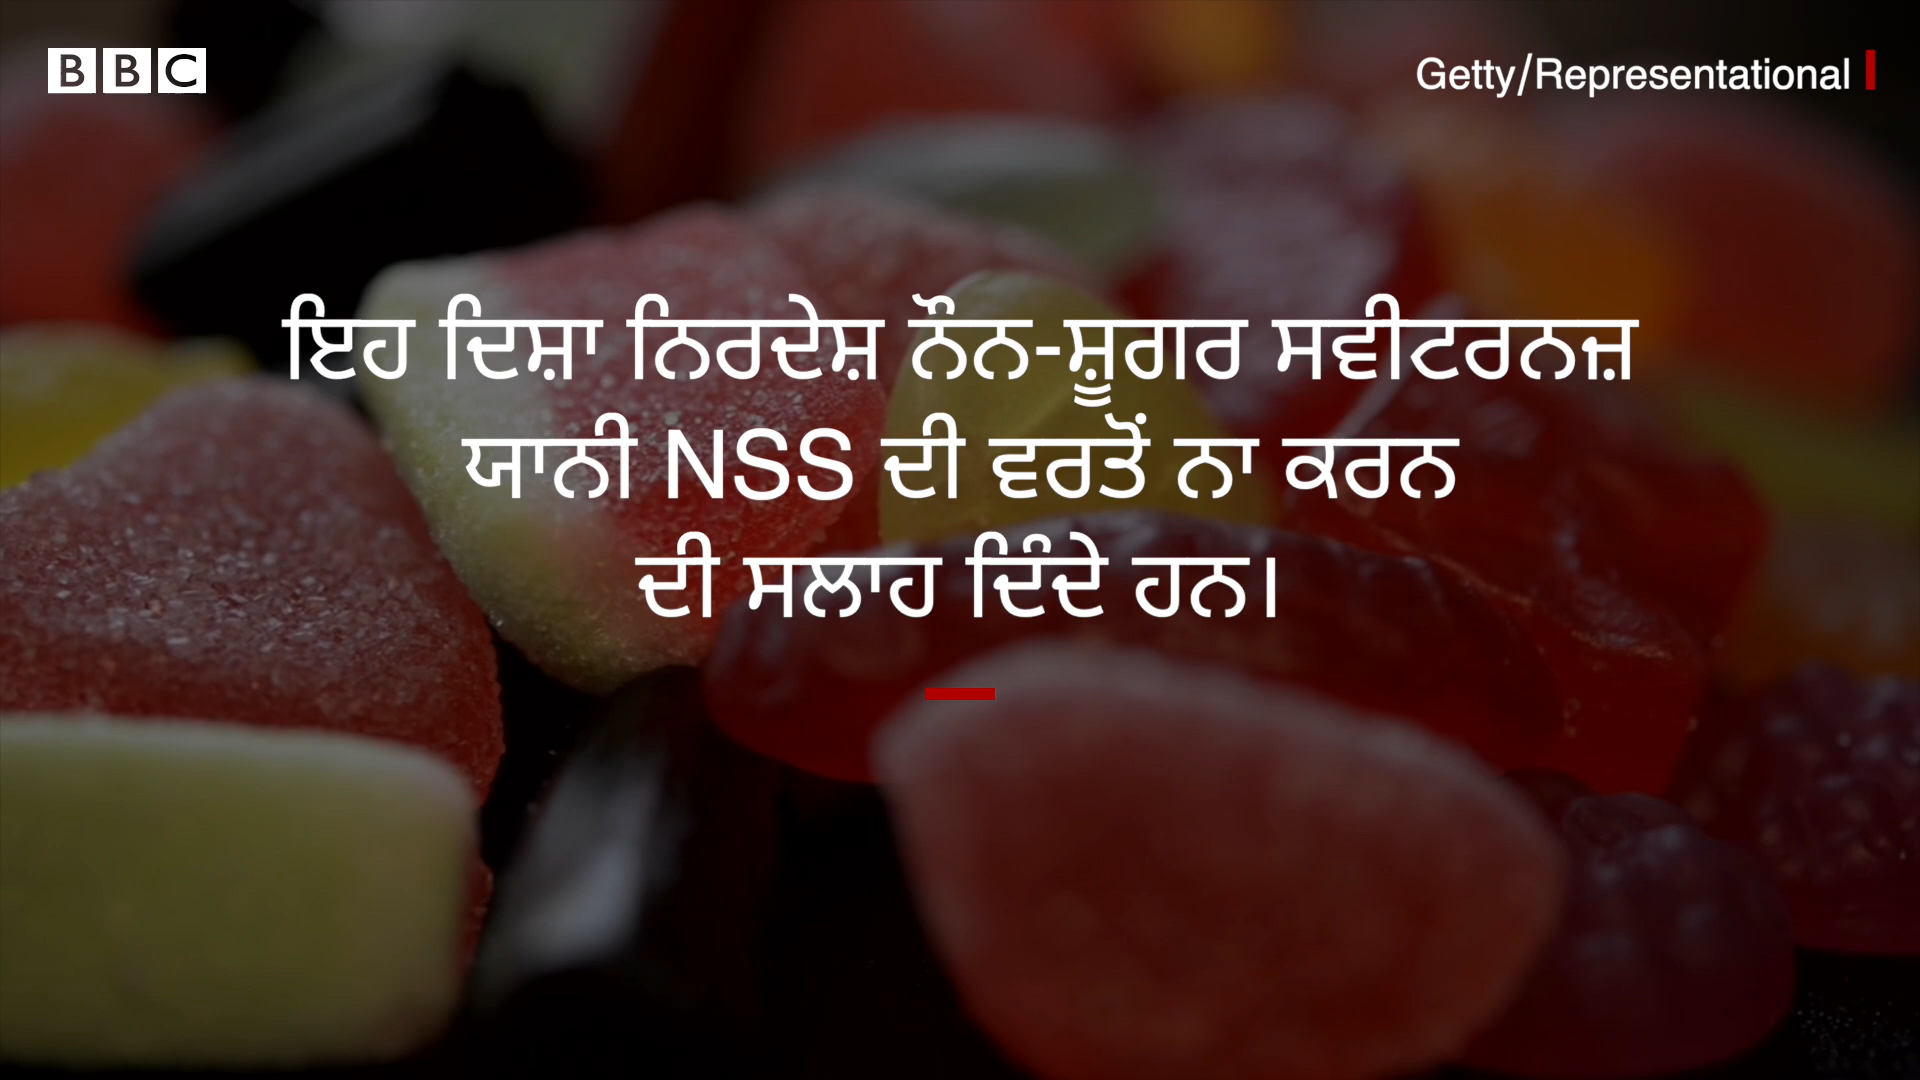 BBC
Getty/Representational
ਇਹ ਦਿਸ਼ਾ ਨਿਰਦੇਸ਼ ਨੌਨ-ਸ਼ੂਗਰ ਸਵੀਟਰਨਜ਼
ਯਾਨੀ NSS ਦੀ ਵਰਤੋਂ ਨਾ ਕਰਨ
ਦੀ ਸਲਾਹ ਦਿੰਦੇ ਹਨ।